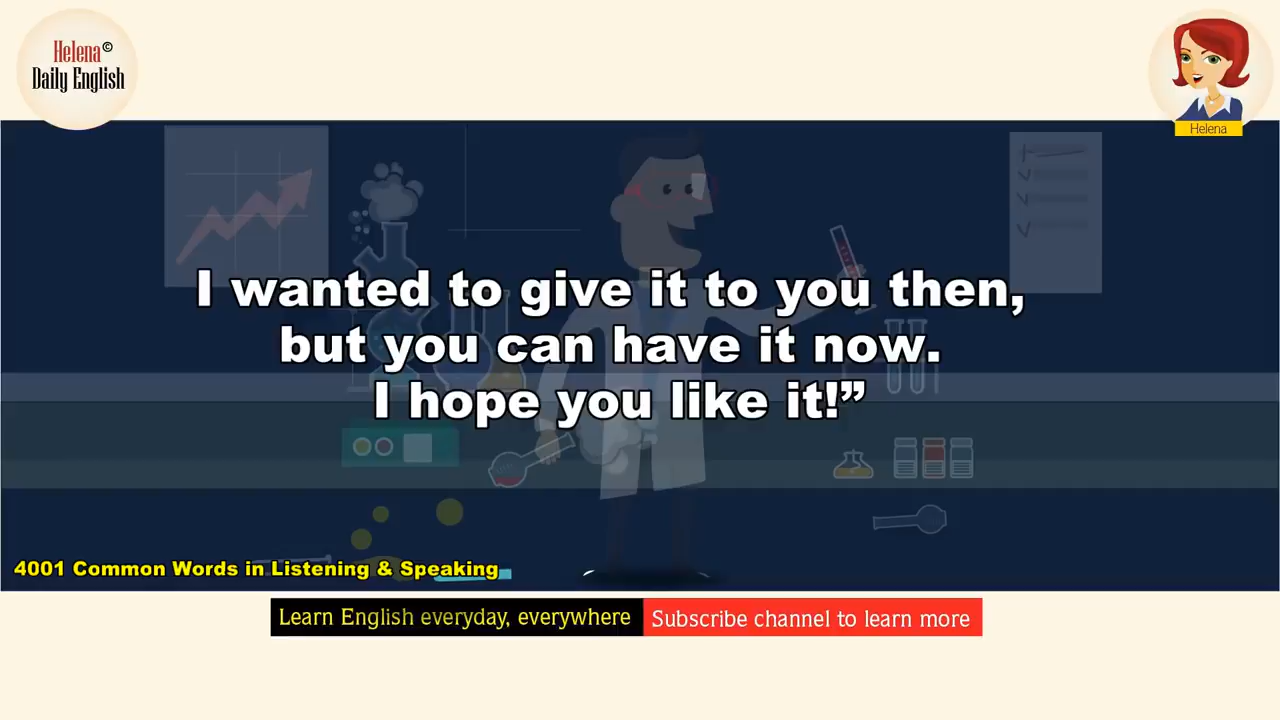 Helena©
Daily English
Helena
I wanted to give it to you then,
but you can have it now.
I hope you like it!”
4001 Common Words in Listening & Speaking
Learn English everyday, everywhere
Subscribe channel to learn more